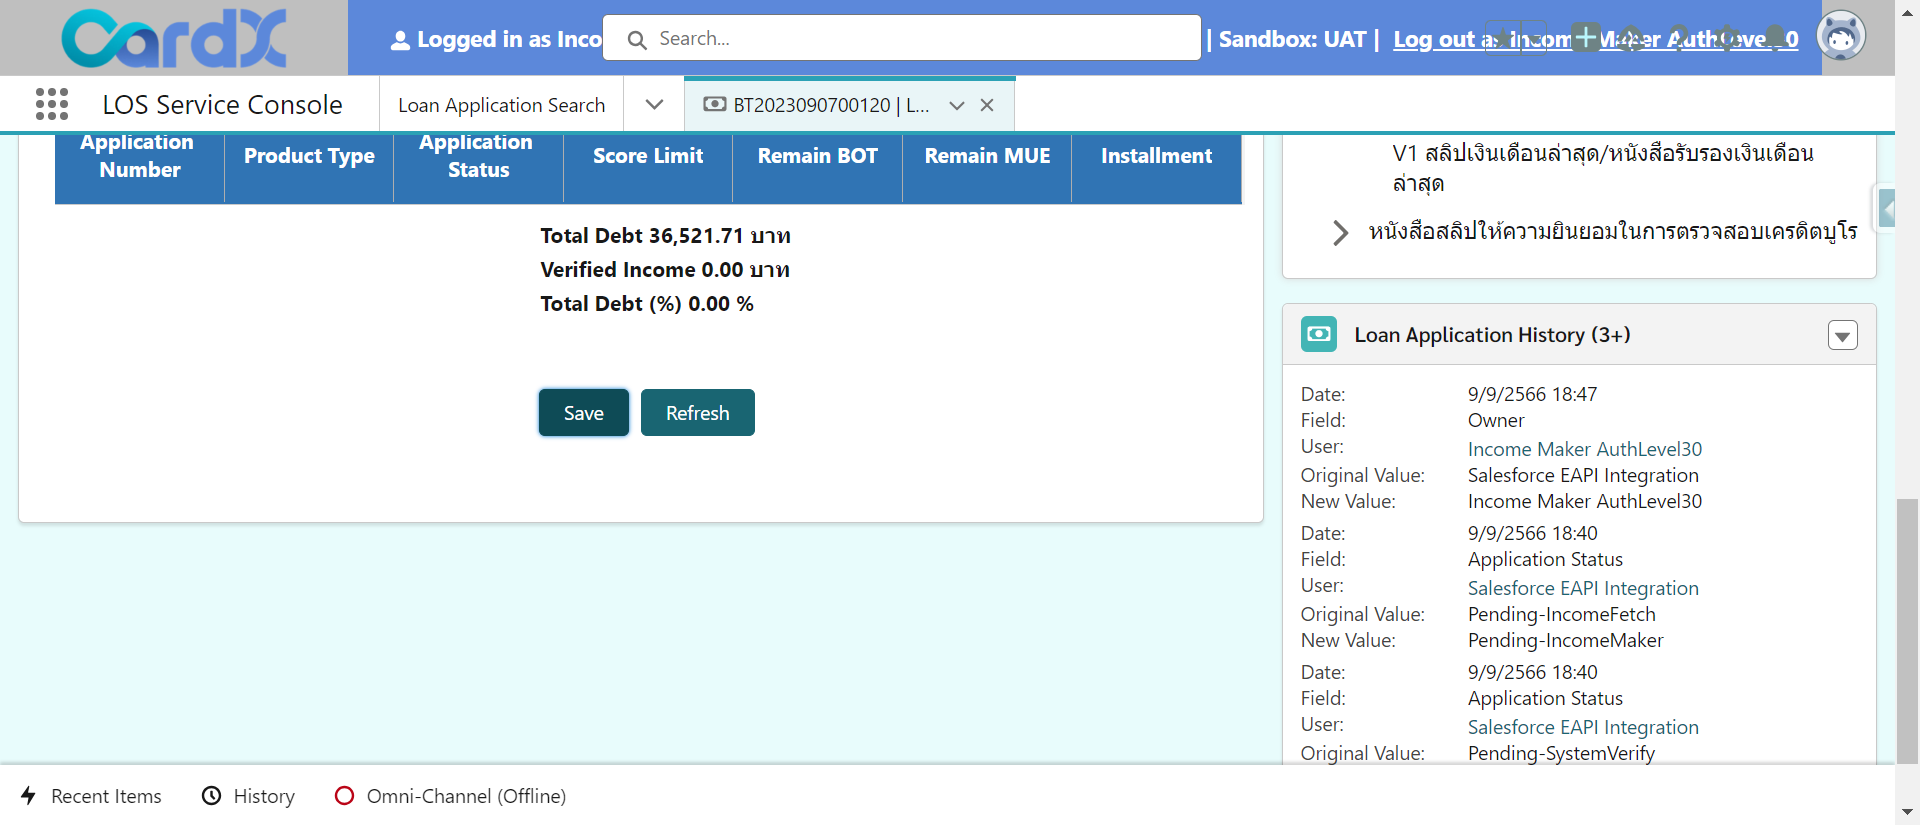 CardX
Logged in as Inco
Search...
| Sandbox: UAT |
Log out as Income Maker AuthLevel30
LOS Service Console
Loan Application Search
BT2023090700120 | L...
Application Number
Product Type
Application Status
Score Limit
Remain BOT
Remain MUE
Installment
Total Debt 36,521.71 บาท
Verified Income 0.00 บาท
Total Debt (%) 0.00 %
Save
Refresh
V1 สลิปเงินเดือนล่าสุด/หนังสือรับรองเงินเดือน
ล่าสุด
หนังสือสลิปให้ความยินยอมในการตรวจสอบเครดิตบูโร
Loan Application History (3+)
Date: 9/9/2566 18:47
Field: Owner
User: Income Maker AuthLevel30
Original Value: Salesforce EAPI Integration
New Value: Income Maker AuthLevel30
Date: 9/9/2566 18:40
Field: Application Status
User: Salesforce EAPI Integration
Original Value: Pending-IncomeFetch
New Value: Pending-IncomeMaker
Date: 9/9/2566 18:40
Field: Application Status
User: Salesforce EAPI Integration
Original Value: Pending-SystemVerify
Recent Items
History
Omni-Channel (Offline)